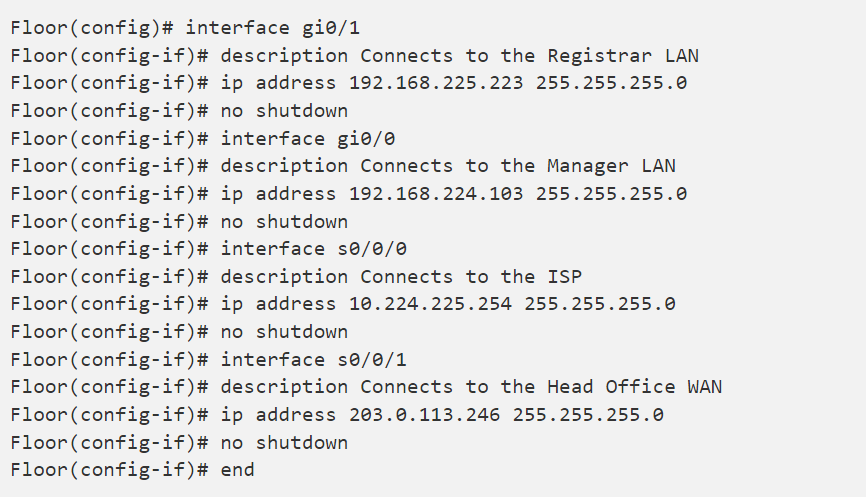 Floor(config)# interface gi0/1
Floor(config-if)# description Connects to the Registrar LAN
Floor(config-if)# ip address 192.168.225.223 255.255.255.0
Floor(config-if)# no shutdown
Floor(config-if)# interface gi0/0
Floor(config-if)# description Connects to the Manager LAN
Floor(config-if)# ip address 192.168.224.103 255.255.255.0
Floor(config-if)# no shutdown
Floor(config-if)# interface s0/0/0
Floor(config-if)# description Connects to the ISP
Floor(config-if)# ip address 10.224.225.254 255.255.255.0
Floor(config-if)# no shutdown
Floor(config-if)# interface s0/0/1
Floor(config-if)# description Connects to the Head Office WAN
Floor(config-if)# ip address 203.0.113.246 255.255.255.0
Floor(config-if)# no shutdown
Floor(config-if)# end